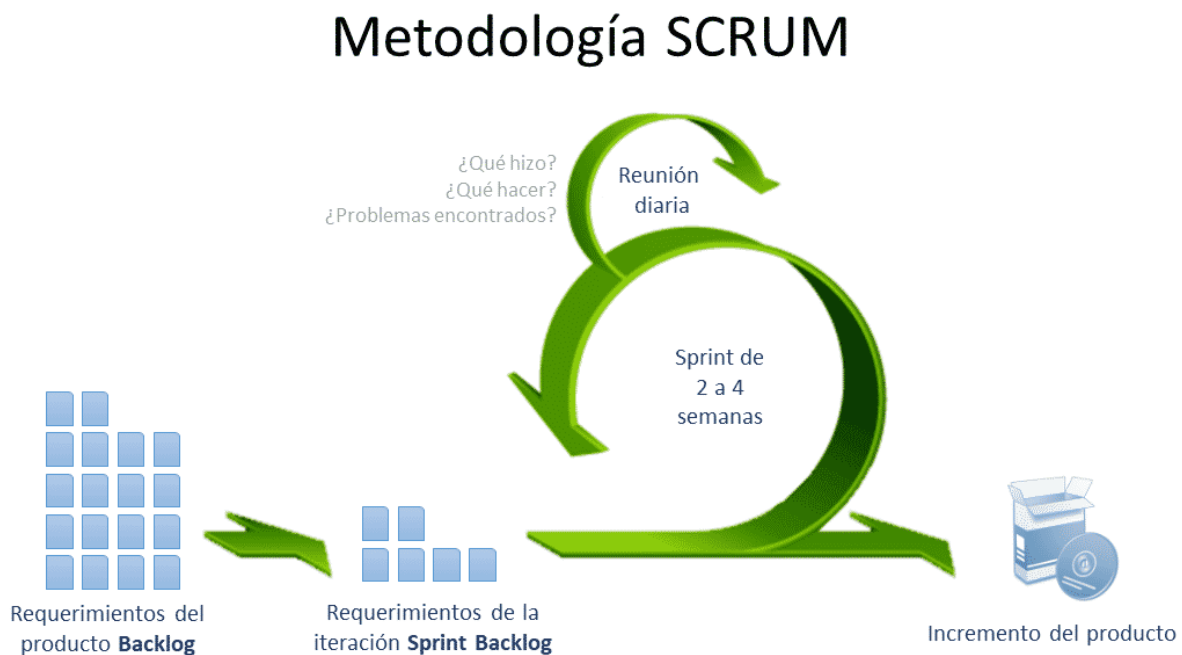 Metodología SCRUM
¿Qué hizo?
¿Qué hacer?
¿Problemas encontrados?
Reunión
diaria
Sprint de
2 a 4
semanas
Requerimientos del
producto Backlog
Requerimientos de la
iteración Sprint Backlog
Incremento del producto